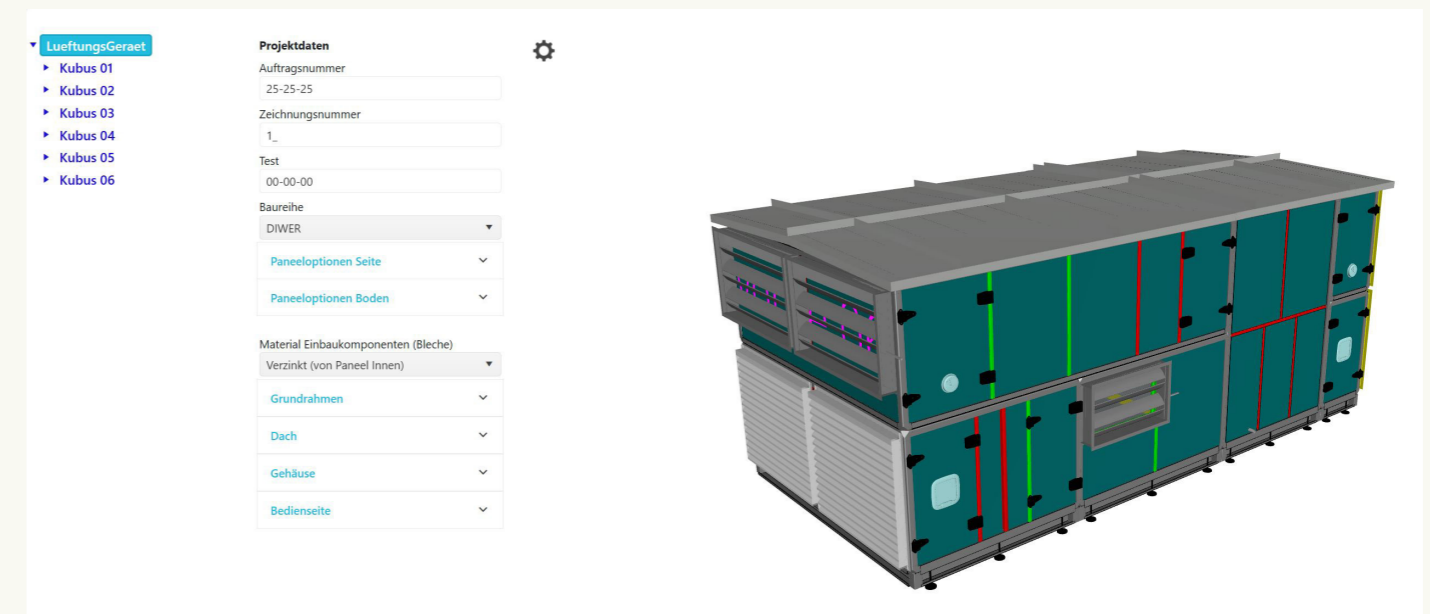 LueftungsGeraet
Kubus 01
Kubus 02
Kubus 03
Kubus 04
Kubus 05
Kubus 06
Projektdaten
Auftragsnummer
25-25-25
Zeichnungsnummer
1_
Test
00-00-00
Baureihe
DIWER
Paneeloptionen Seite
Paneeloptionen Boden
Material Einbaukomponenten (Bleche)
Verzinkt (von Paneel Innen)
Grundrahmen
Dach
Gehäuse
Bedienseite